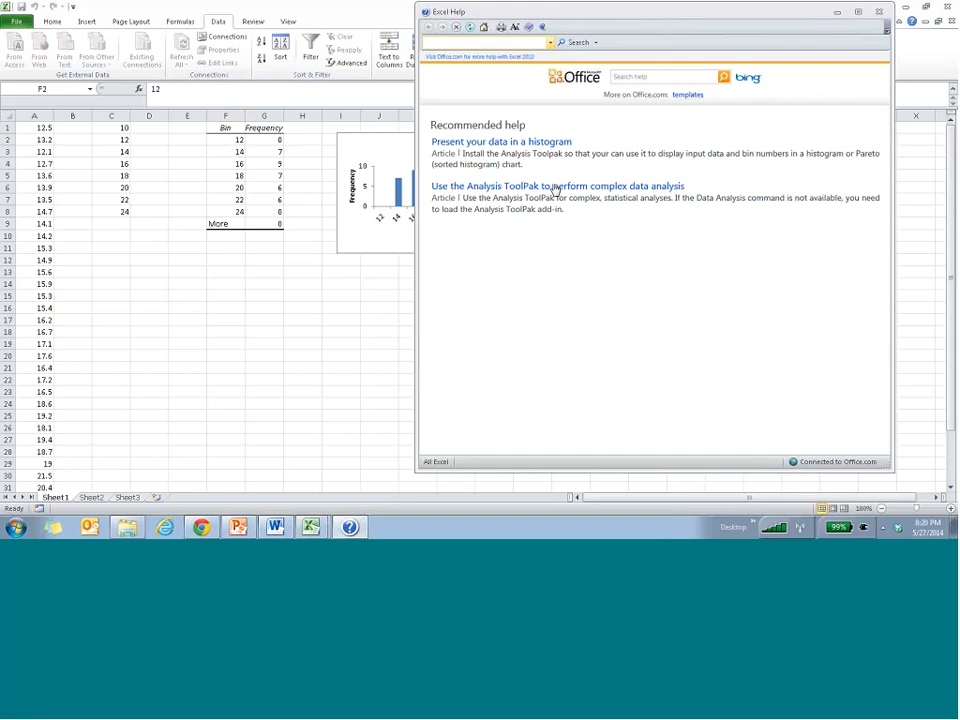 Excel Help
File Home Insert Page Layout Formulas Data Review View
From Access From Web From Text From Other Sources Existing Connections
Refresh All Connections Properties Edit Links
Sort Filter Clear Reapply Advanced
Text to Columns
Get External Data Connections Sort & Filter
Search
Visit Office.com for more help with Excel 2010
Office Search help bing
More on Office.com: templates
Recommended help
Present your data in a histogram
Article | Install the Analysis Toolpak so that your can use it to display input data and bin numbers in a histogram or Pareto
(sorted histogram) chart.
Use the Analysis ToolPak to perform complex data analysis
Article | Use the Analysis ToolPak for complex, statistical analyses. If the Data Analysis command is not available, you need
to load the Analysis ToolPak add-in.
All Excel Connected to Office.com
F2 fx 12
A B C D E F G H I J X
1 12.5 10 Bin Frequency
2 13.2 12 12 0
3 12.1 14 14 7
4 12.7 16 16 9
5 13.6 18 18 7
6 13.9 20 20 6
7 13.5 22 22 6
8 14.7 24 24 0
9 14.1 More 0
10 14.2
11 15.3
12 14.9
13 15.6
14 15.9
15 15.3
16 15.4
17 16.2
18 16.7
19 17.1
20 17.6
21 16.4
22 17.2
23 16.5
24 18.6
25 19.2
26 18.1
27 19.4
28 18.7
29 19
30 21.5
31 20.4
Frequency
10
5
0
12 14 16
Sheet1 Sheet2 Sheet3
Ready 100%
Desktop 99% 8:20 PM
5/27/2014